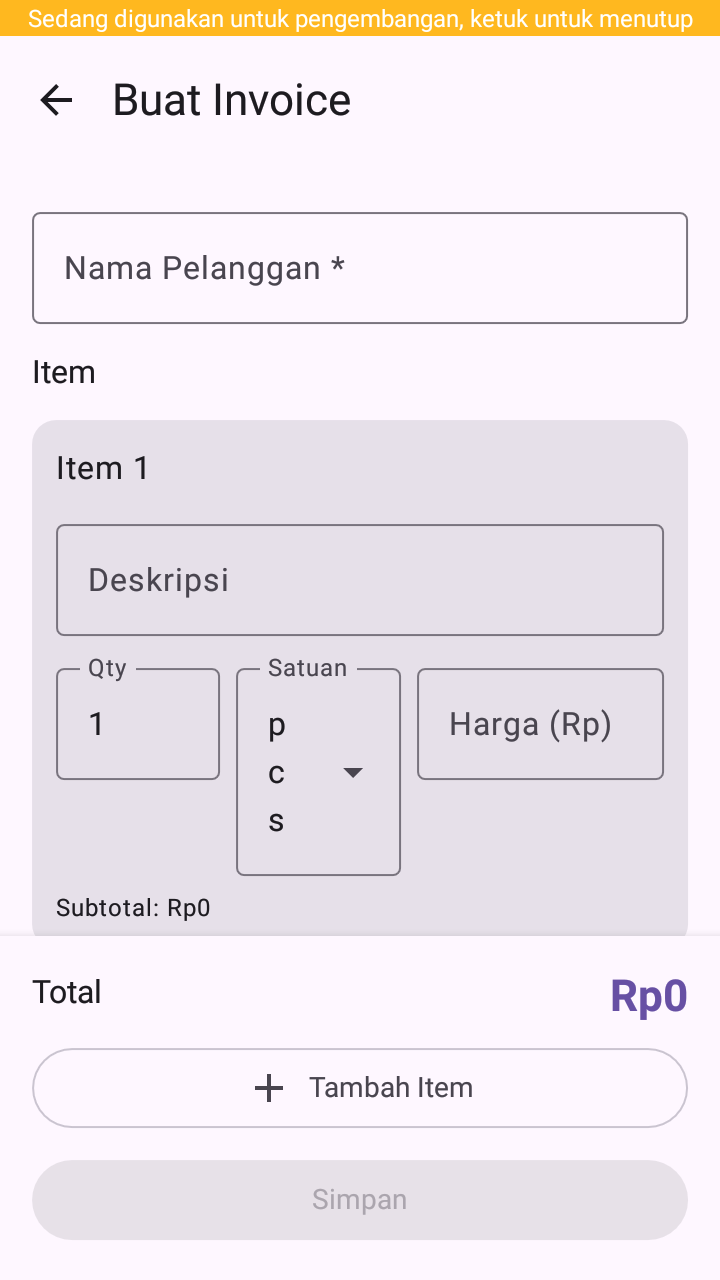 Sedang digunakan untuk pengembangan, ketuk untuk menutup
Buat Invoice
Nama Pelanggan *
Item
Item 1
Deskripsi
Qty
1
Satuan
p
c
s
Harga (Rp)
Subtotal: Rp0
Total
Rp0
Tambah Item
Simpan